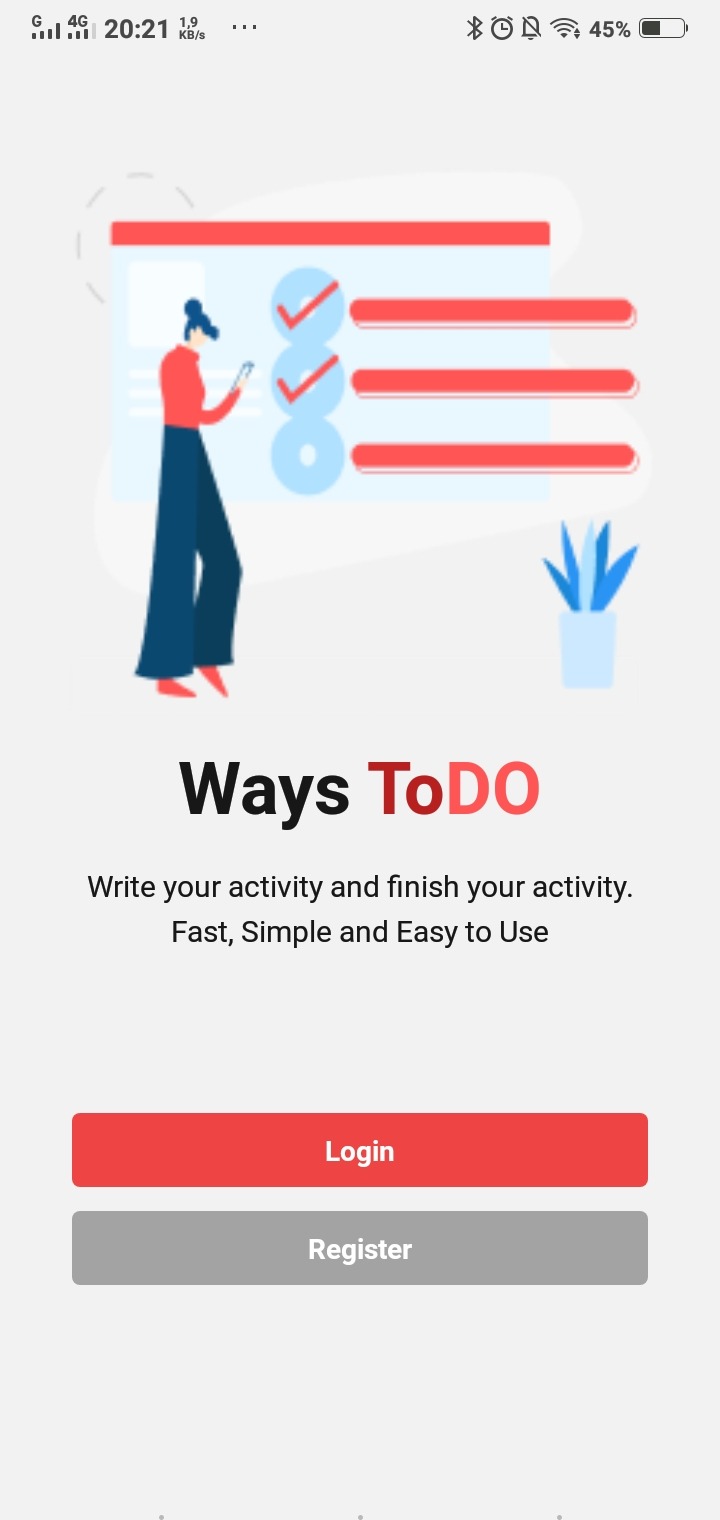 G 4G 20:21 1,9 KB/s ... 45%
Ways ToDO
Write your activity and finish your activity.
Fast, Simple and Easy to Use
Login
Register